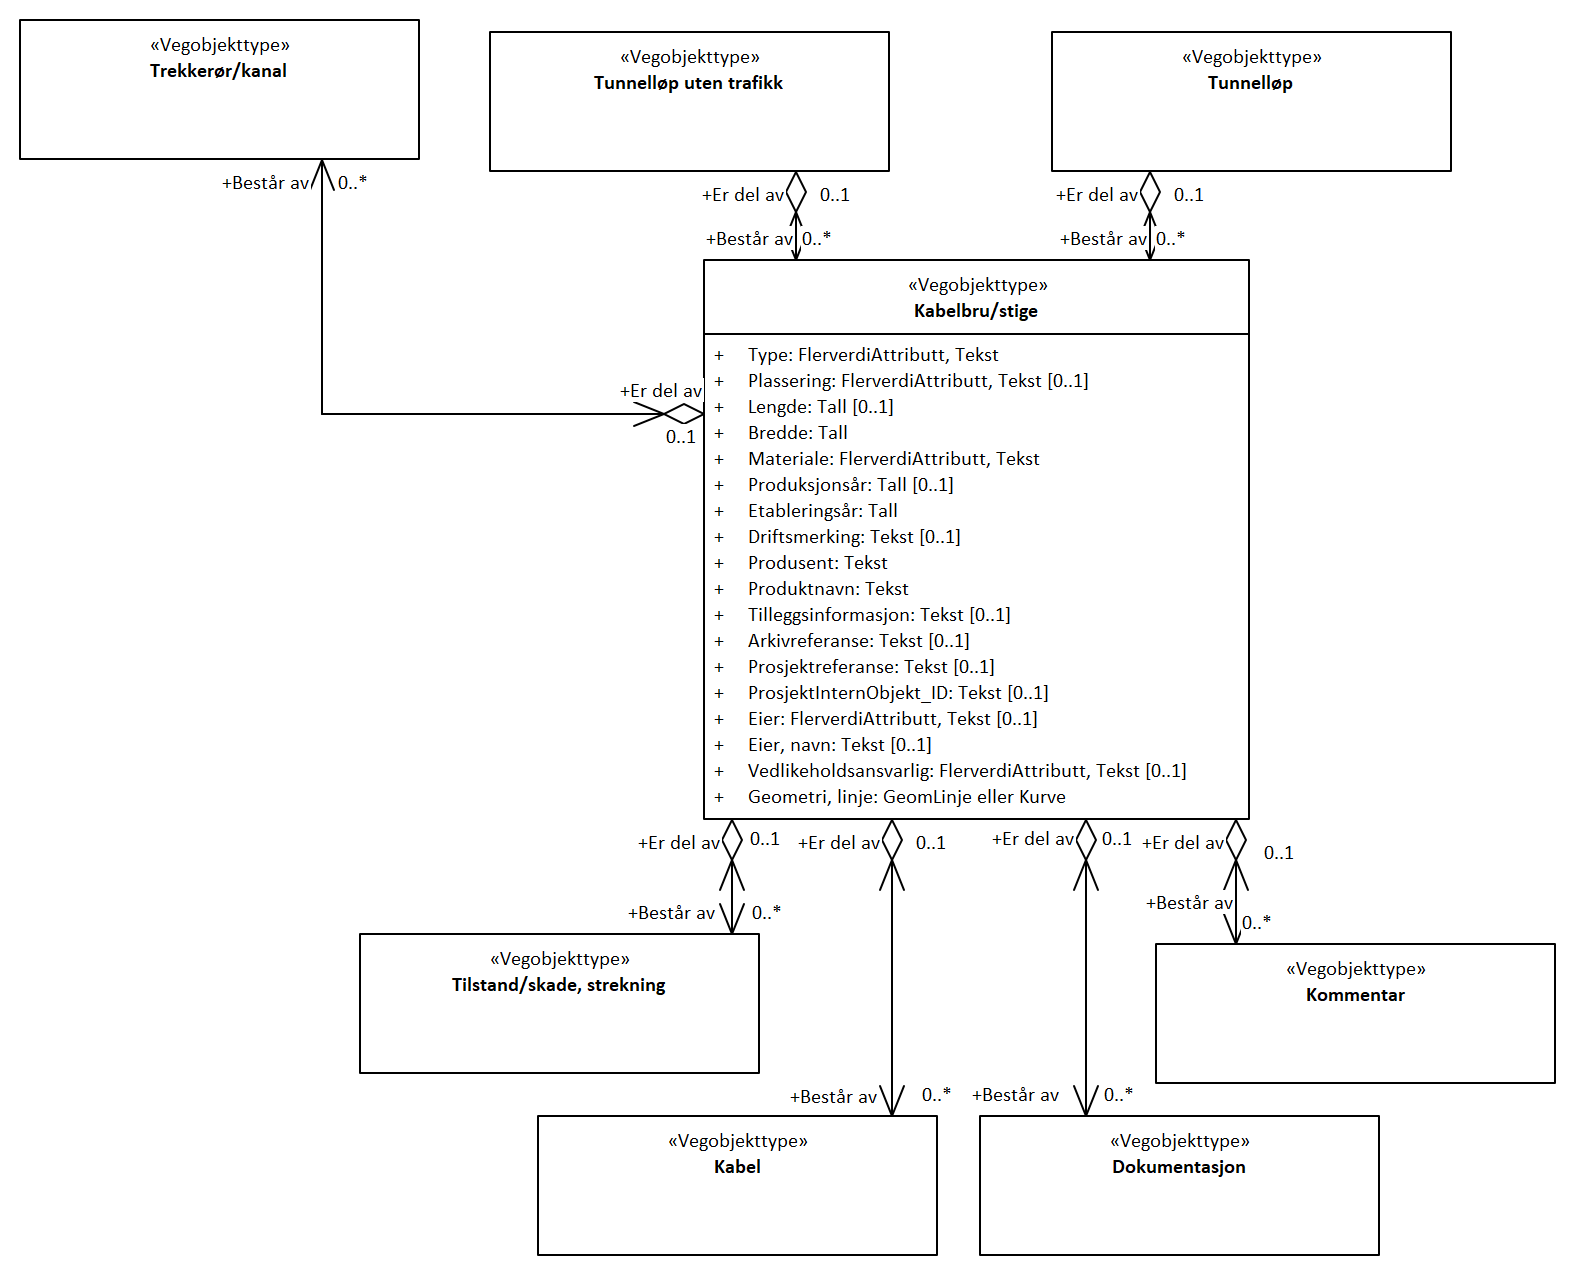 «Vegobjekttype»
Trekkerør/kanal
«Vegobjekttype»
Tunnelløp uten trafikk
«Vegobjekttype»
Tunnelløp
+Består av
0..*
+Er del av
0..1
+Består av
0..*
+Er del av
0..1
+Består av
0..*
+Er del av
0..1
«Vegobjekttype»
Kabelbru/stige
+ Type: FlerverdiAttributt, Tekst
+ Plassering: FlerverdiAttributt, Tekst [0..1]
+ Lengde: Tall [0..1]
+ Bredde: Tall
+ Materiale: FlerverdiAttributt, Tekst
+ Produksjonsår: Tall [0..1]
+ Etableringsår: Tall
+ Driftsmerking: Tekst [0..1]
+ Produsent: Tekst
+ Produktnavn: Tekst
+ Tilleggsinformasjon: Tekst [0..1]
+ Arkivreferanse: Tekst [0..1]
+ Prosjektreferanse: Tekst [0..1]
+ ProsjektInternObjekt_ID: Tekst [0..1]
+ Eier: FlerverdiAttributt, Tekst [0..1]
+ Eier, navn: Tekst [0..1]
+ Vedlikeholdsansvarlig: FlerverdiAttributt, Tekst [0..1]
+ Geometri, linje: GeomLinje eller Kurve
+Er del av
0..1
+Er del av
0..1
+Er del av
0..1
+Er del av
0..1
+Består av
0..*
+Består av
0..*
«Vegobjekttype»
Tilstand/skade, strekning
«Vegobjekttype»
Kommentar
+Består av
0..*
+Består av
0..*
«Vegobjekttype»
Kabel
«Vegobjekttype»
Dokumentasjon